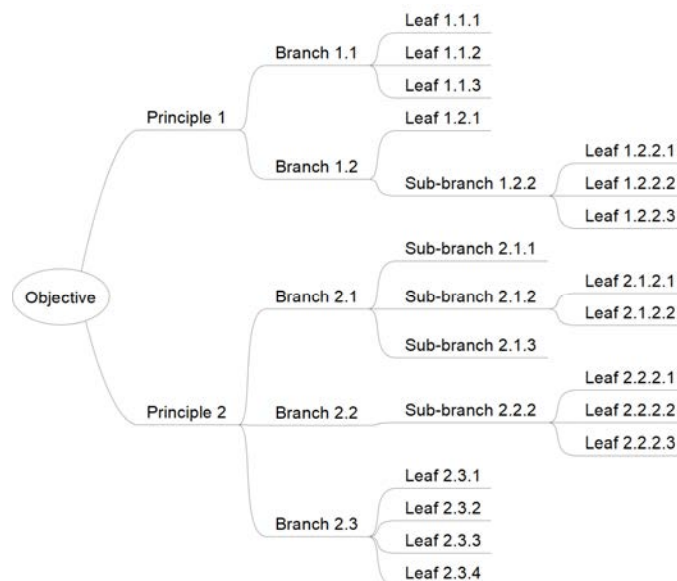 Objective
Principle 1
Branch 1.1
Leaf 1.1.1
Leaf 1.1.2
Leaf 1.1.3
Branch 1.2
Leaf 1.2.1
Sub-branch 1.2.2
Leaf 1.2.2.1
Leaf 1.2.2.2
Leaf 1.2.2.3
Principle 2
Branch 2.1
Sub-branch 2.1.1
Sub-branch 2.1.2
Leaf 2.1.2.1
Leaf 2.1.2.2
Sub-branch 2.1.3
Branch 2.2
Sub-branch 2.2.2
Leaf 2.2.2.1
Leaf 2.2.2.2
Leaf 2.2.2.3
Branch 2.3
Leaf 2.3.1
Leaf 2.3.2
Leaf 2.3.3
Leaf 2.3.4